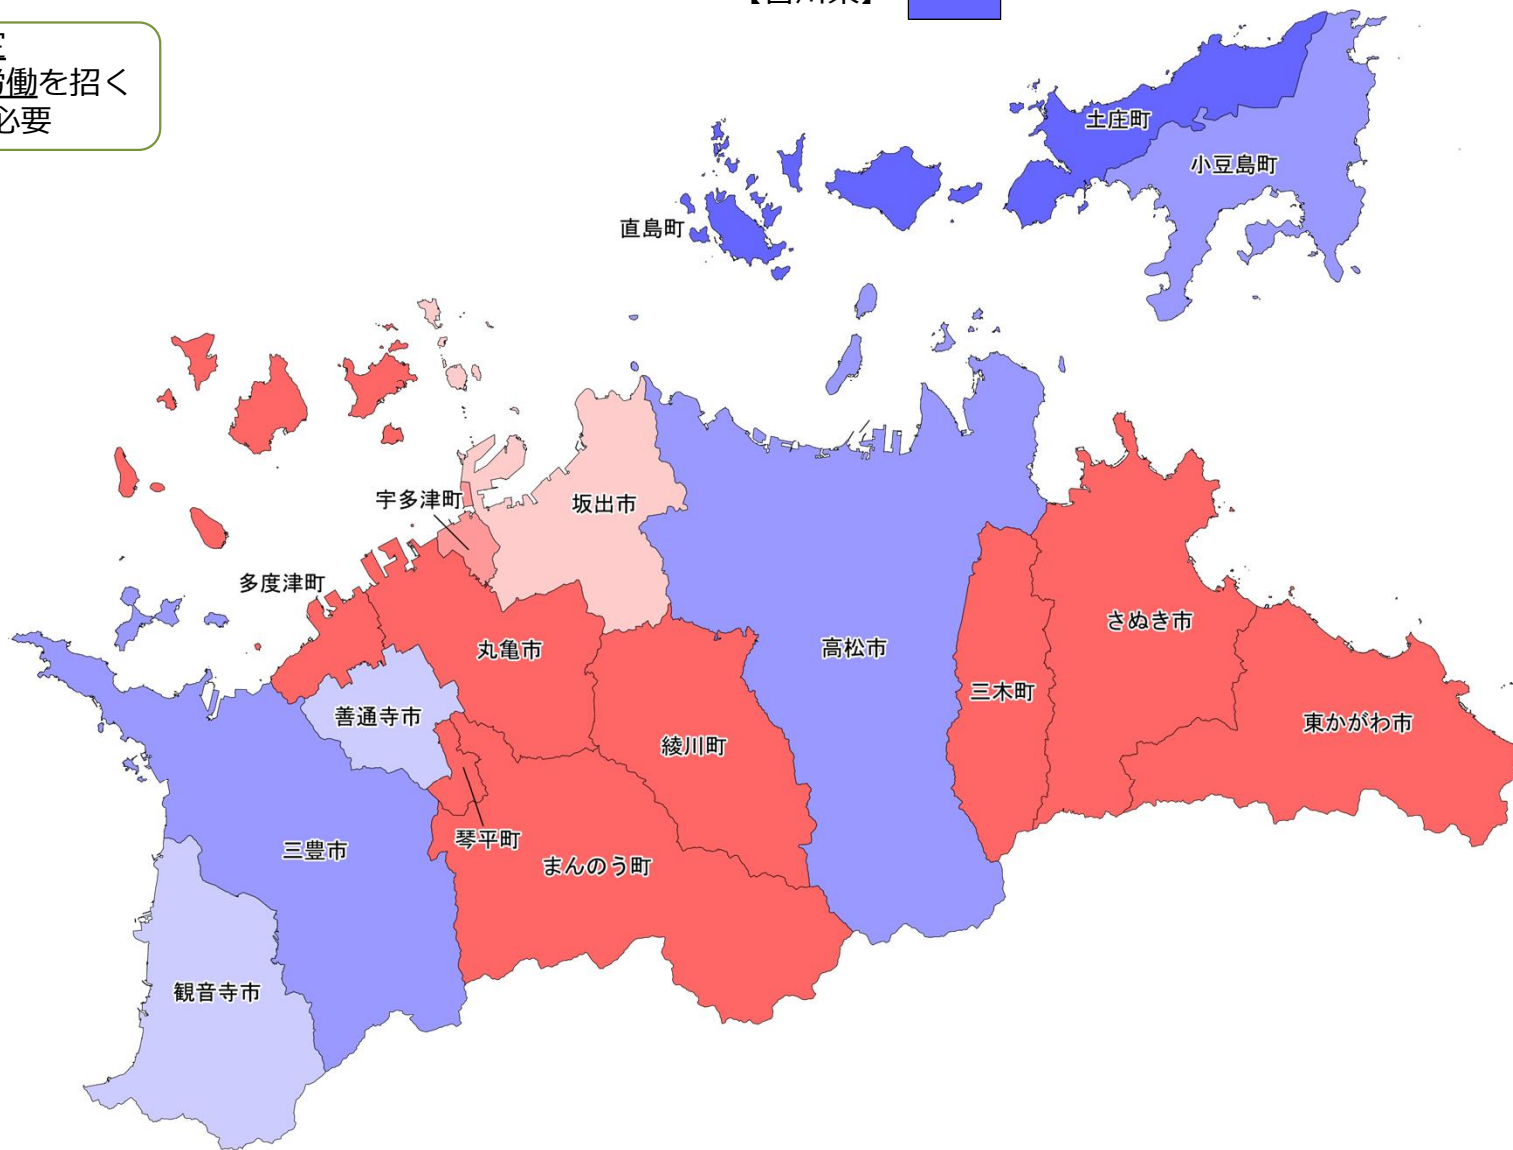 働を招く
必要
土庄町
小豆島町
直島町
宇多津町
坂出市
多度津町
さぬき市
丸亀市
高松市
三木町
善通寺市
東かがわ市
綾川町
琴平町
三豊市
まんのう町
観音寺市